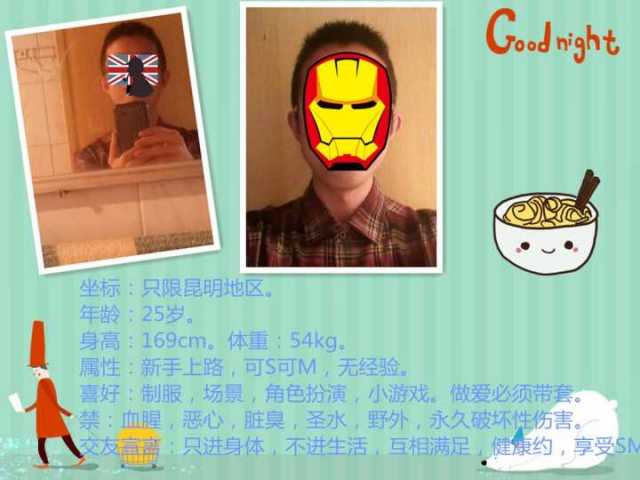 Good night
坐标：只限昆明地区。
年龄：25岁。
身高：169cm。体重：54kg。
属性：新手上路，可S可M，无经验。
喜好：制服，场景，角色扮演，小游戏。做爱必须带套。
禁：血腥，恶心，脏臭，圣水，野外，永久破坏性伤害。
交友宣言：只进身体，不进生活，互相满足，健康约，享受SM